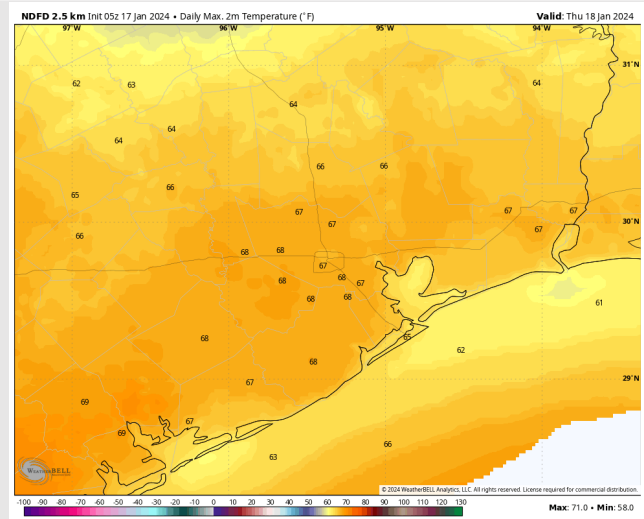 NDFD 2.5 km Init 05z 17 Jan 2024 • Daily Max. 2m Temperature (°F) Valid: Thu 18 Jan 2024
97°W 96°W 95°W 94°W
31°N
62 63 64
64
64
64
66 66
66
65
67 67 67
30°N
67 67
66
68 68
67
68 68 67
68 68
61
65
68
62
68
29°N
67
69
67
69
66
63
WEATHERBELL
© 2024 WeatherBELL Analytics, LLC. All rights reserved. License required for commercial distribution.
-100 -90 -80 -70 -60 -50 -40 -30 -20 -10 0 10 20 30 40 50 60 70 80 90 100 110 120 130
Max: 71.0 • Min: 58.0